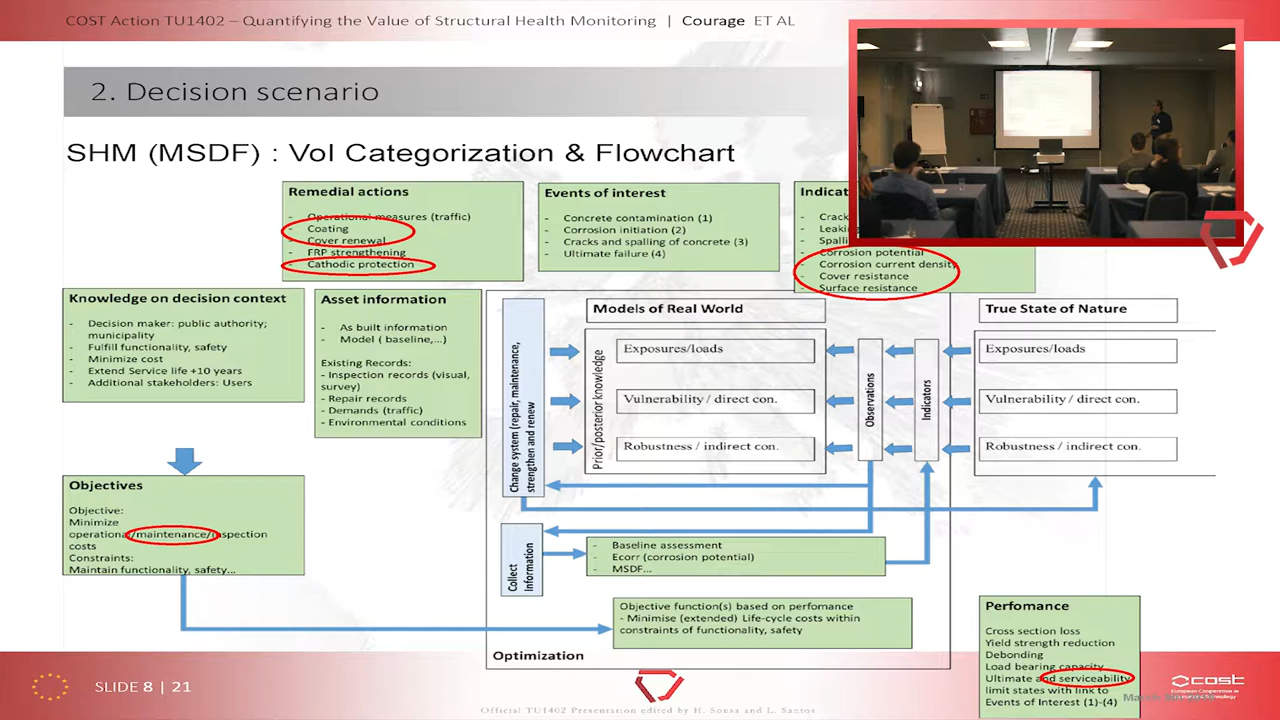 COST Action TU1402 – Quantifying the Value of Structural Health Monitoring | Courage ET AL
2. Decision scenario
SHM (MSDF) : VoI Categorization & Flowchart
Remedial actions
- Operational measures (traffic)
- Coating
- Cover renewal
- FRP strengthening
- Cathodic protection
Events of interest
- Concrete contamination (1)
- Corrosion initiation (2)
- Cracks and spalling of concrete (3)
- Ultimate failure (4)
- Corrosion potential
- Corrosion current density
- Cover resistance
- Surface resistance
Knowledge on decision context
- Decision maker: public authority;
municipality
- Fulfill functionality, safety
- Minimize cost
- Extend Service life +10 years
- Additional stakeholders: Users
Asset information
- As built information
- Model ( baseline,...)
Existing Records:
- Inspection records (visual,
survey)
- Repair records
- Demands (traffic)
- Environmental conditions
Change system (repair, maintenance,
strengthen and renew
Models of Real World
Prior/posterior knowledge
Exposures/loads
Vulnerability / direct con.
Robustness / indirect con.
Observations
Indicators
True State of Nature
Exposures/loads
Vulnerability / direct con.
Robustness / indirect con.
Objectives
Objective:
Minimize
operational/maintenance/inspection
costs
Constraints:
Maintain functionality, safety...
Collect
Information
- Baseline assessment
- Ecorr (corrosion potential)
- MSDF...
Objective function(s) based on perfomance
- Minimise (extended) Life-cycle costs within
constraints of functionality, safety
Optimization
Perfomance
Cross section loss
Yield strength reduction
Debonding
Load bearing capacity
Ultimate and serviceability
limit states with link to
Events of Interest (1)-(4)
SLIDE 8 | 21
cost
Official TU1402 Presentation edited by H. Sousa and L. Santos